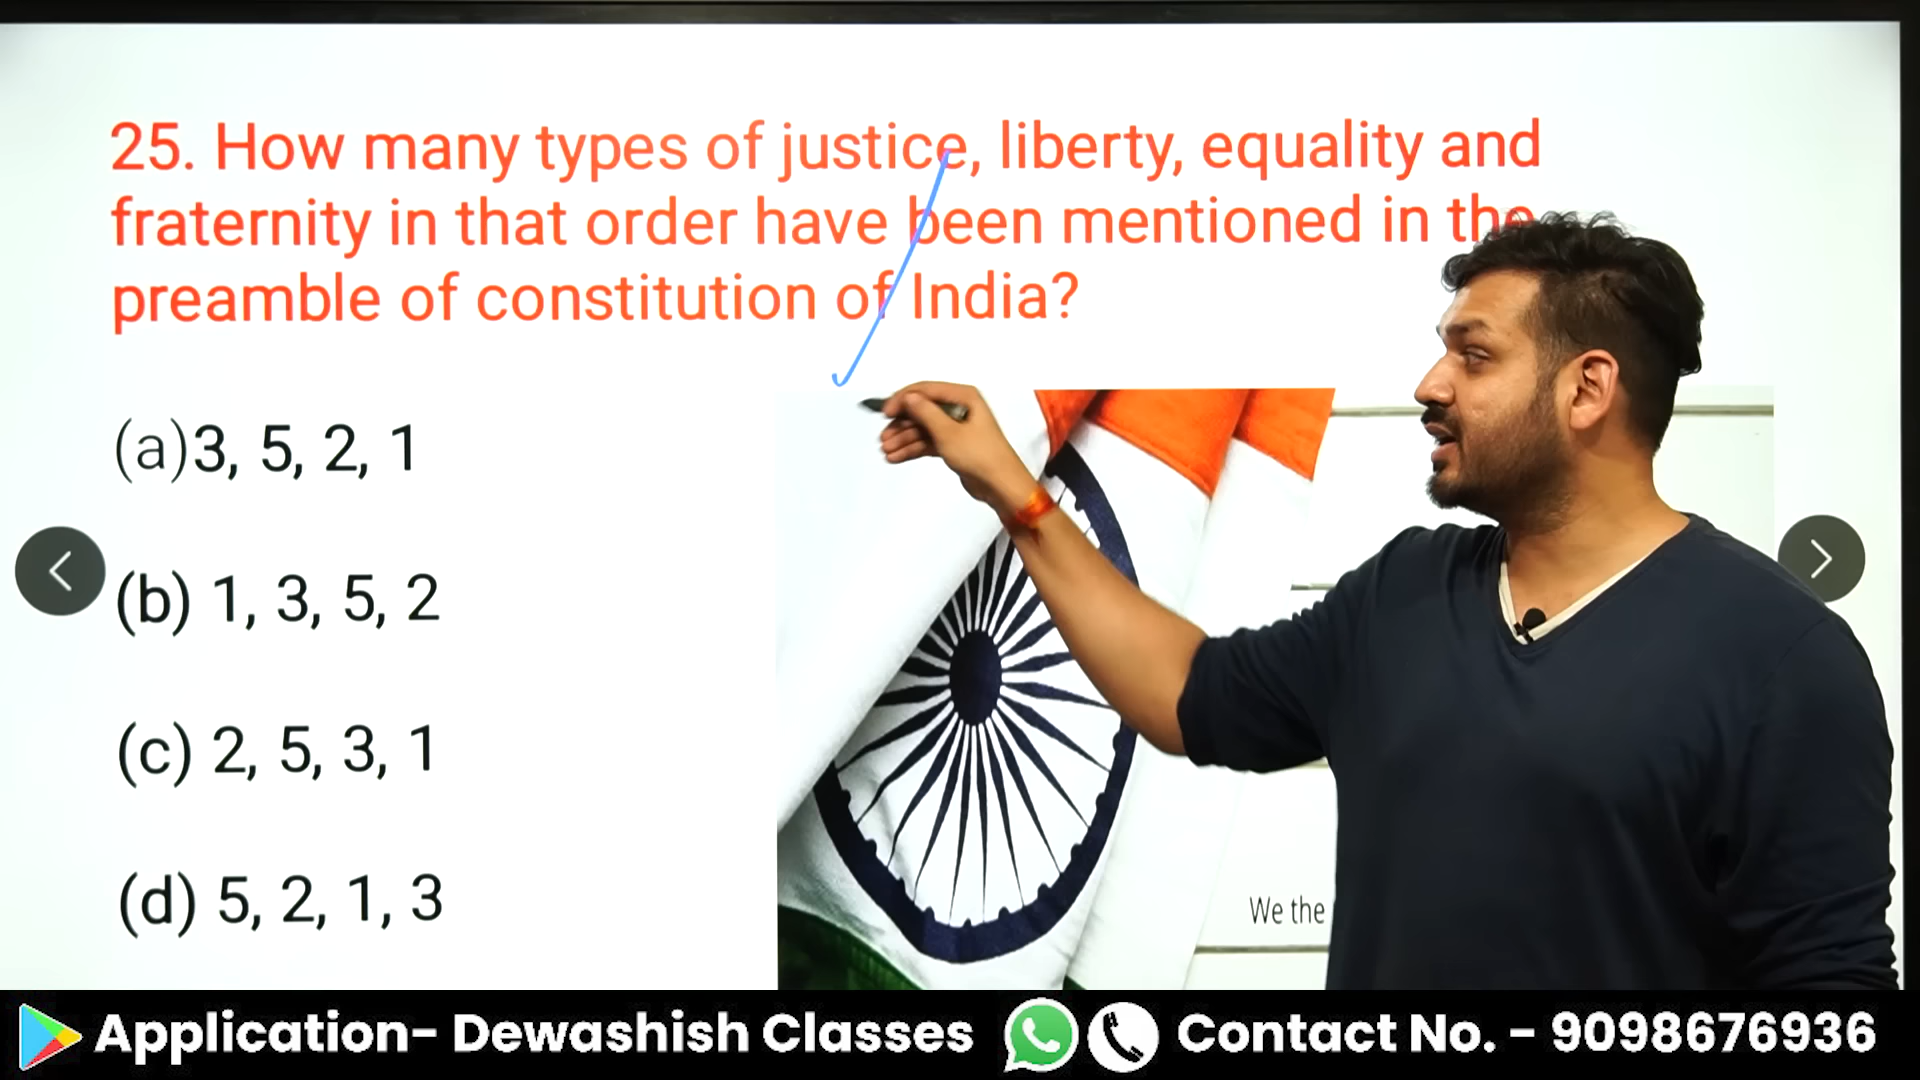 25. How many types of justice, liberty, equality and
fraternity in that order have been mentioned in the
preamble of constitution of India?
(a)3, 5, 2, 1
(b) 1, 3, 5, 2
(c) 2, 5, 3, 1
(d) 5, 2, 1, 3
We the
Application- Dewashish Classes
Contact No. - 9098676936